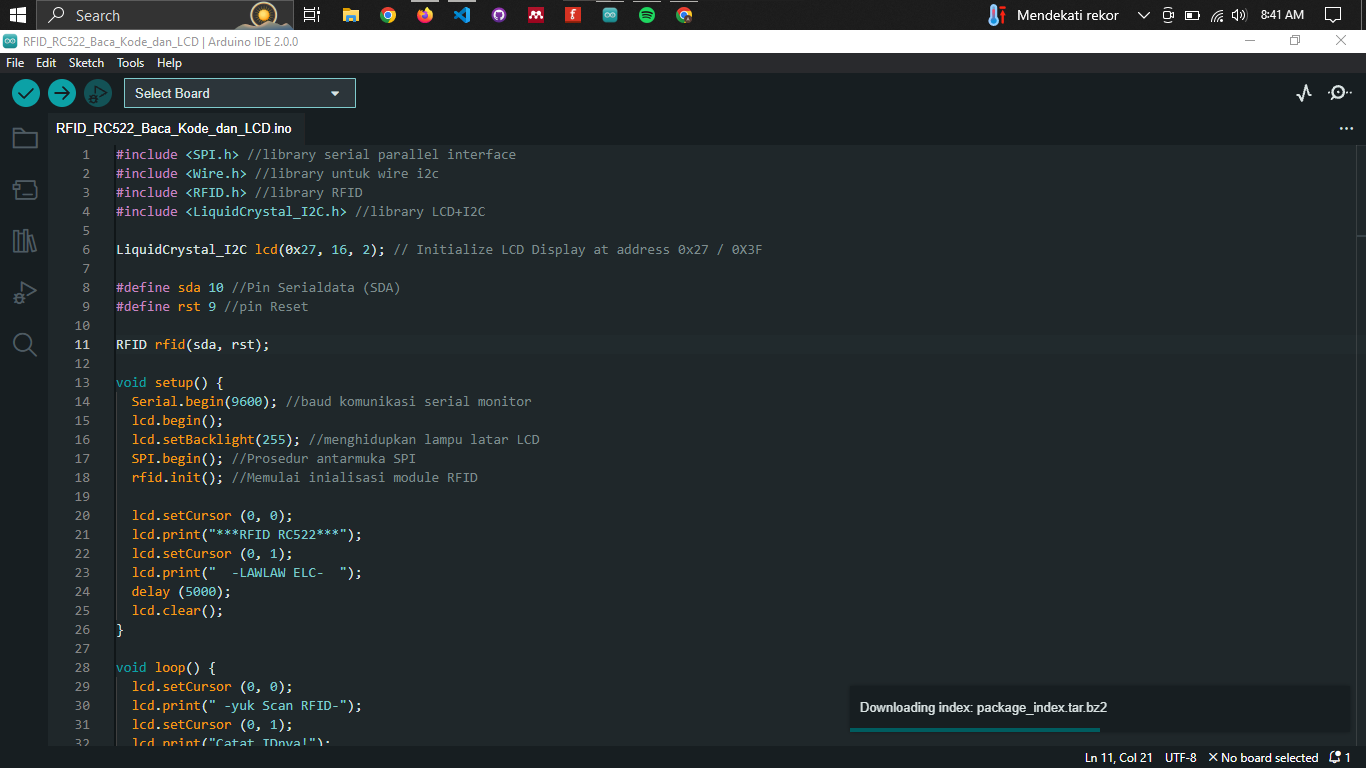 Search
Mendekati rekor
8:41 AM
RFID_RC522_Baca_Kode_dan_LCD | Arduino IDE 2.0.0
File Edit Sketch Tools Help
Select Board
RFID_RC522_Baca_Kode_dan_LCD.ino
1 #include <SPI.h> //library serial parallel interface
2 #include <Wire.h> //library untuk wire i2c
3 #include <RFID.h> //library RFID
4 #include <LiquidCrystal_I2C.h> //library LCD+I2C
5
6 LiquidCrystal_I2C lcd(0x27, 16, 2); // Initialize LCD Display at address 0x27 / 0X3F
7
8 #define sda 10 //Pin Serialdata (SDA)
9 #define rst 9 //pin Reset
10
11 RFID rfid(sda, rst);
12
13 void setup() {
14 Serial.begin(9600); //baud komunikasi serial monitor
15 lcd.begin();
16 lcd.setBacklight(255); //menghidupkan lampu latar LCD
17 SPI.begin(); //Prosedur antarmuka SPI
18 rfid.init(); //Memulai inialisasi module RFID
19
20 lcd.setCursor (0, 0);
21 lcd.print("***RFID RC522***");
22 lcd.setCursor (0, 1);
23 lcd.print("  -LAWLAW ELC-  ");
24 delay (5000);
25 lcd.clear();
26 }
27
28 void loop() {
29 lcd.setCursor (0, 0);
30 lcd.print(" -yuk Scan RFID-");
31 lcd.setCursor (0, 1);
32 lcd.print("Catat IDnya!");
Downloading index: package_index.tar.bz2
Ln 11, Col 21 UTF-8 No board selected 1